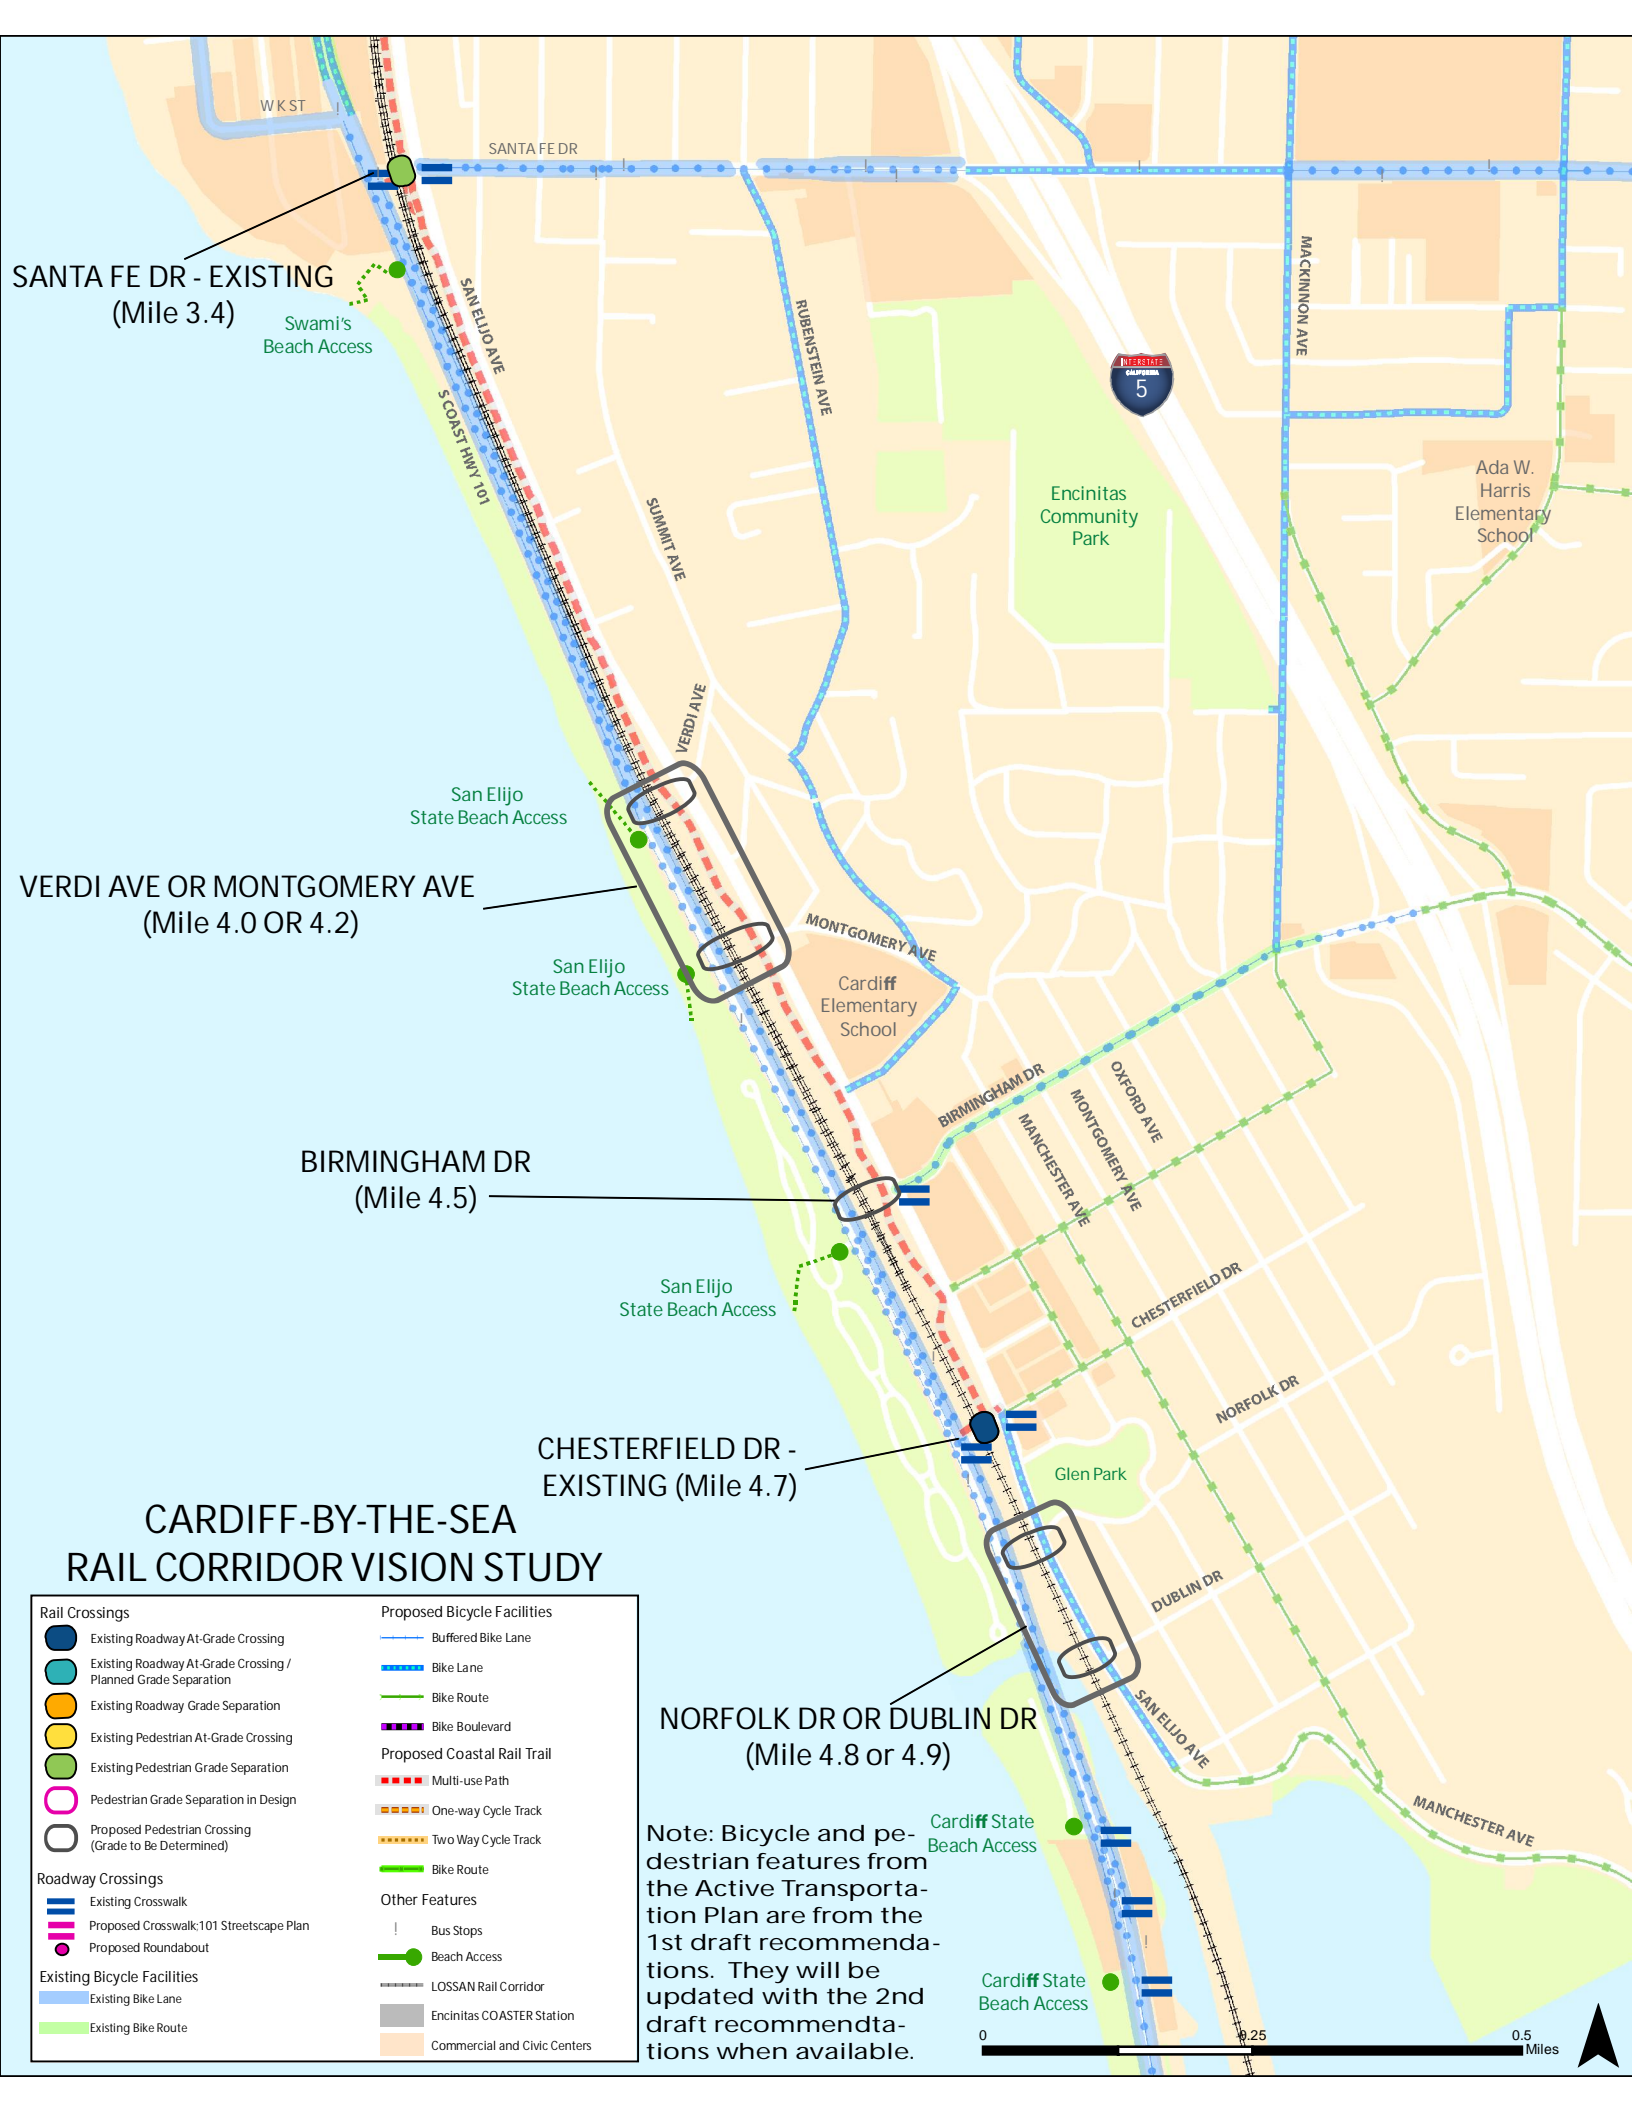 W K ST
SANTA FE DR
SANTA FE DR - EXISTING
(Mile 3.4)
Swami's
Beach Access
SAN ELIJO AVE
S COAST HWY 101
RUBENSTEIN AVE
MACKINNON AVE
INTERSTATE
CALIFORNIA
5
SUMMIT AVE
Encinitas
Community
Park
Ada W.
Harris
Elementary
School
VERDI AVE
San Elijo
State Beach Access
VERDI AVE OR MONTGOMERY AVE
(Mile 4.0 OR 4.2)
MONTGOMERY AVE
San Elijo
State Beach Access
Cardiff
Elementary
School
BIRMINGHAM DR
OXFORD AVE
MONTGOMERY AVE
MANCHESTER AVE
BIRMINGHAM DR
(Mile 4.5)
San Elijo
State Beach Access
CHESTERFIELD DR
NORFOLK DR
CHESTERFIELD DR -
EXISTING (Mile 4.7)
Glen Park
DUBLIN DR
NORFOLK DR OR DUBLIN DR
(Mile 4.8 or 4.9)
SAN ELIJO AVE
MANCHESTER AVE
Cardiff State
Beach Access
Cardiff State
Beach Access
CARDIFF-BY-THE-SEA
RAIL CORRIDOR VISION STUDY
Rail Crossings
Existing Roadway At-Grade Crossing
Existing Roadway At-Grade Crossing /
Planned Grade Separation
Existing Roadway Grade Separation
Existing Pedestrian At-Grade Crossing
Existing Pedestrian Grade Separation
Pedestrian Grade Separation in Design
Proposed Pedestrian Crossing
(Grade to Be Determined)
Roadway Crossings
Existing Crosswalk
Proposed Crosswalk;101 Streetscape Plan
Proposed Roundabout
Existing Bicycle Facilities
Existing Bike Lane
Existing Bike Route
Proposed Bicycle Facilities
Buffered Bike Lane
Bike Lane
Bike Route
Bike Boulevard
Proposed Coastal Rail Trail
Multi-use Path
One-way Cycle Track
Two Way Cycle Track
Bike Route
Other Features
Bus Stops
Beach Access
LOSSAN Rail Corridor
Encinitas COASTER Station
Commercial and Civic Centers
Note: Bicycle and pe-
destrian features from
the Active Transporta-
tion Plan are from the
1st draft recommenda-
tions. They will be
updated with the 2nd
draft recommendta-
tions when available.
0 0.25 0.5
Miles